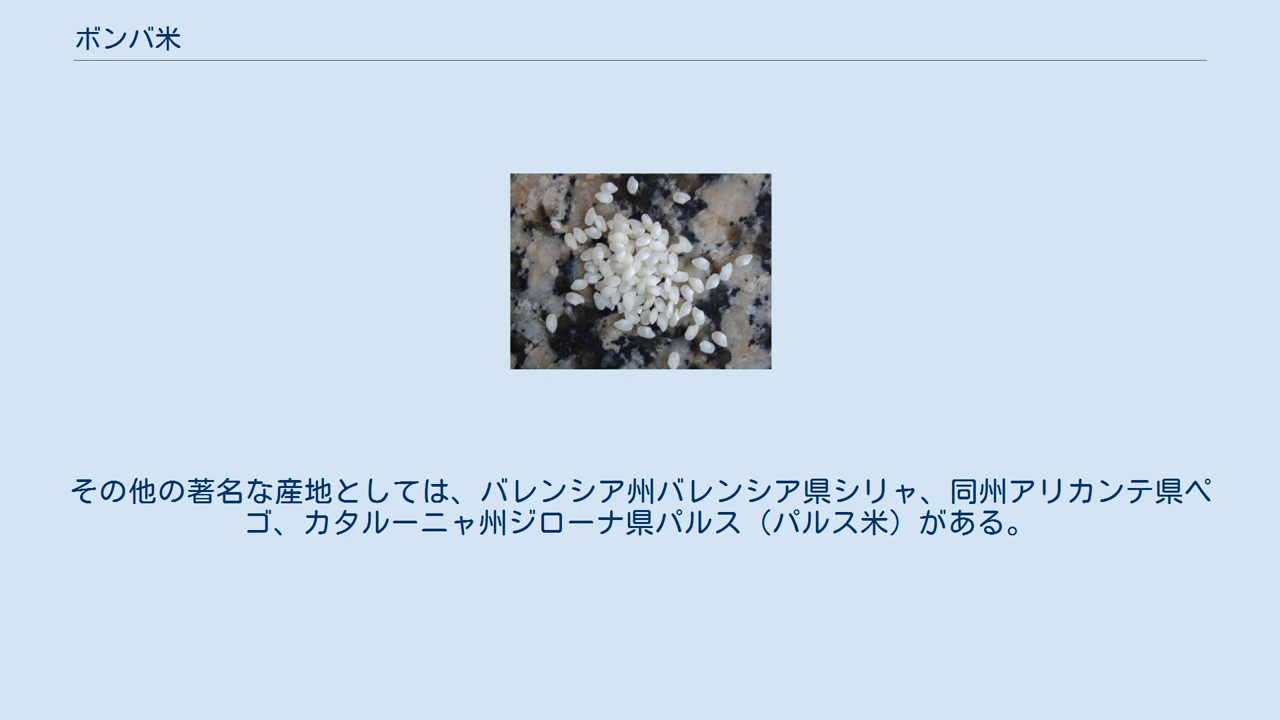 ボンバ米
その他の著名な産地としては、バレンシア州バレンシア県シリャ、同州アリカンテ県ペ
ゴ、カタルーニャ州ジローナ県パルス（パルス米）がある。